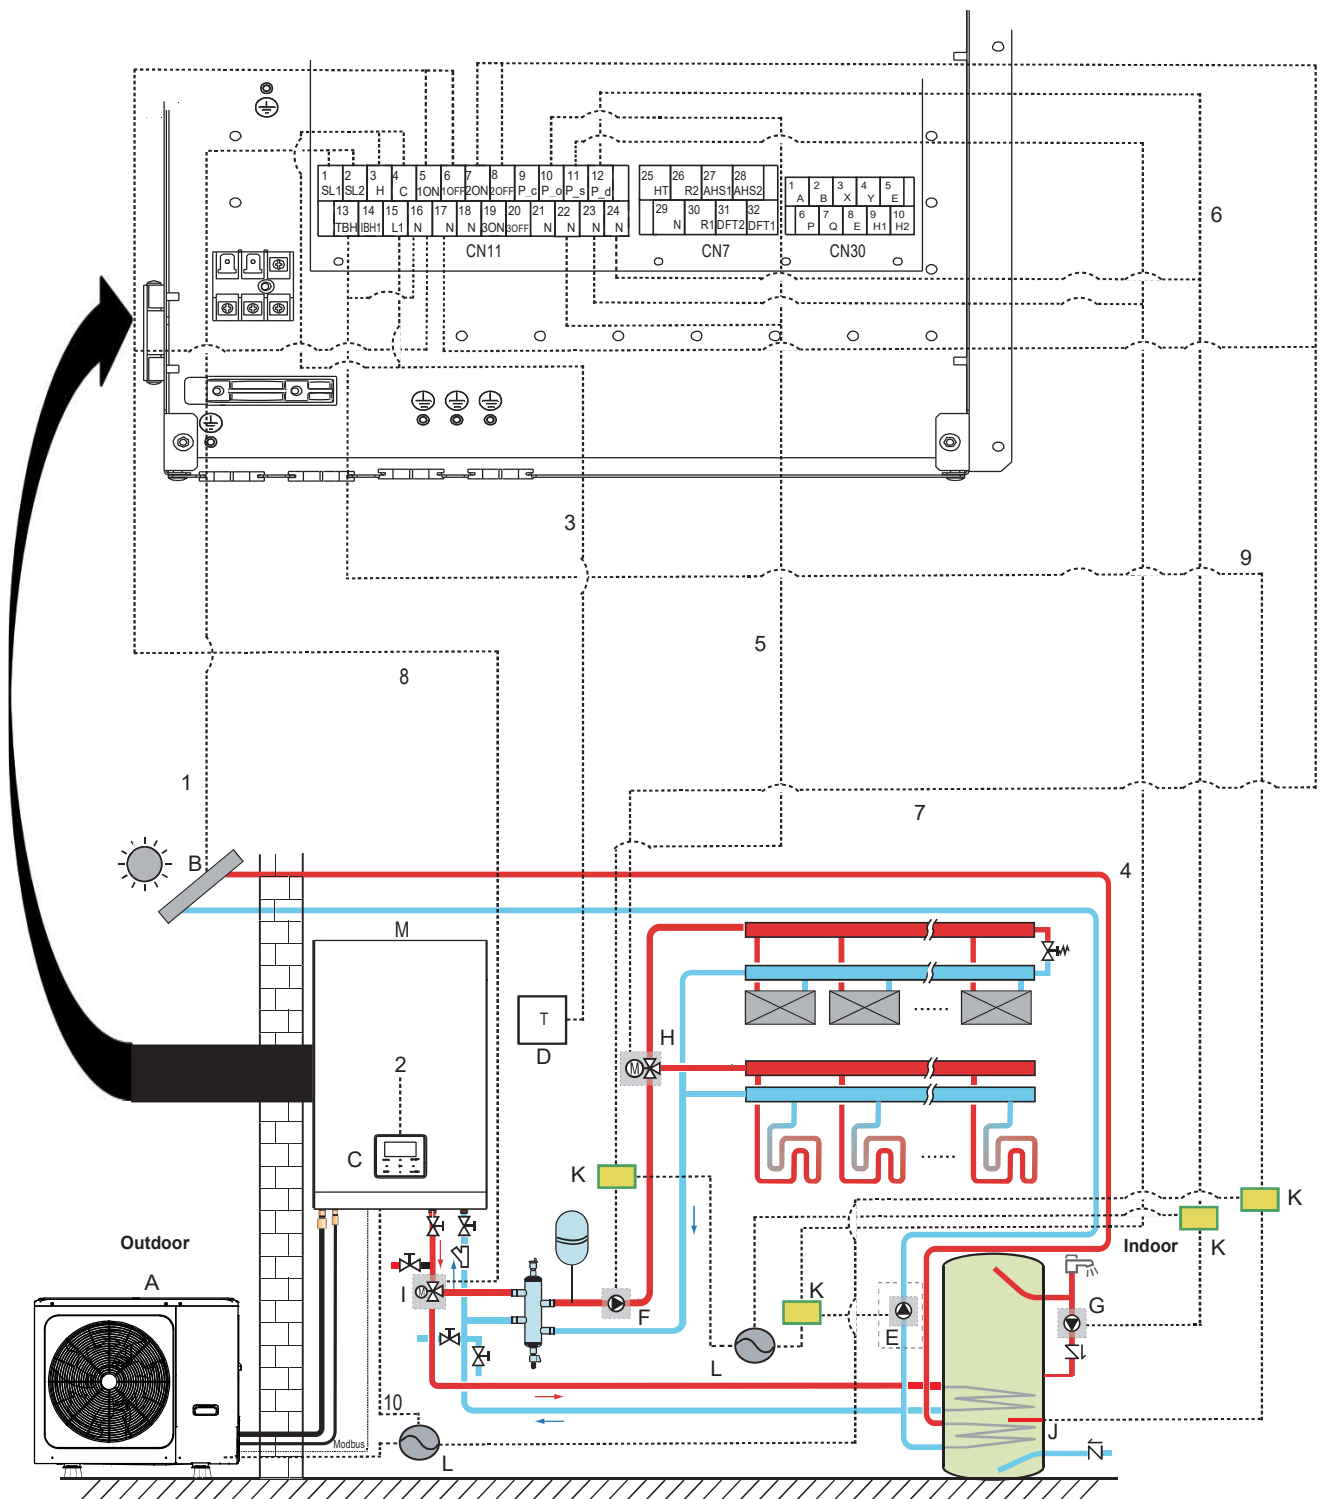 1 2 3 4 5 6 7 8 9 10 11 12
SL1 SL2 H C 1ON 1OFF 2ON 2OFF P_c P_o P_s P_d
13 14 15 16 17 18 19 20 21 22 23 24
TBH IBH1 L1 N N N 3ON 3OFF N N N N
CN11
25 26 27 28
HT R2 AHS1 AHS2
29 30 31 32
N R1 DFT2 DFT1
CN7
1 2 3 4 5
A B X Y E
6 7 8 9 10
P Q E H1 H2
CN30
6
3
9
5
8
1
7
B
4
M
T
D
H
M
2
C
K
K
K
Outdoor
Indoor
A
I
M
F
K
E
G
L
10
J
Modbus
L